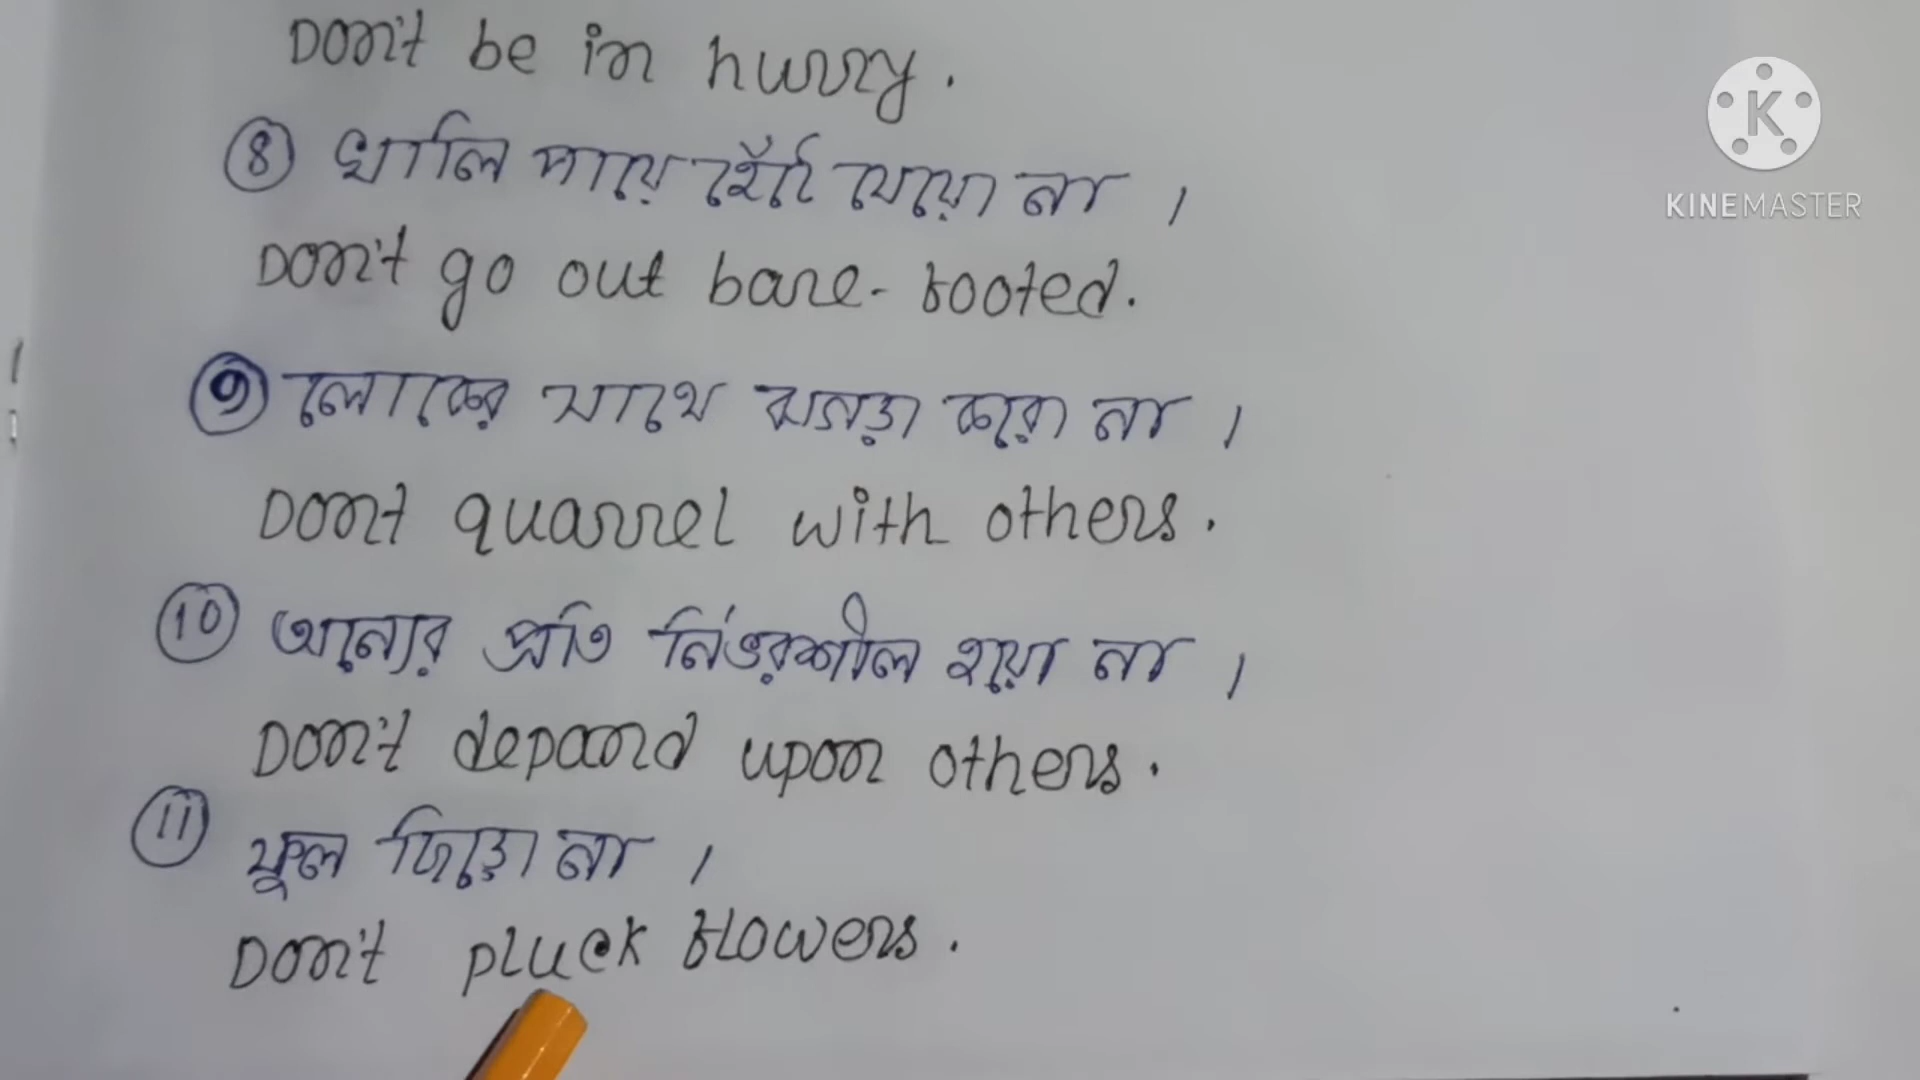 Don't be in hurry.
8 খালি পায়ে হেঁটে যেয়ো না ।
Don't go out bare-footed.
9 লোকের সাথে ঝগড়া করো না ।
Don't quarrel with others.
10 অন্যের প্রতি নির্ভরশীল হয়ো না ।
Don't depand upon others.
11 ফুল ছিঁড়ো না ।
Don't pluck flowers.
K
KINEMASTER